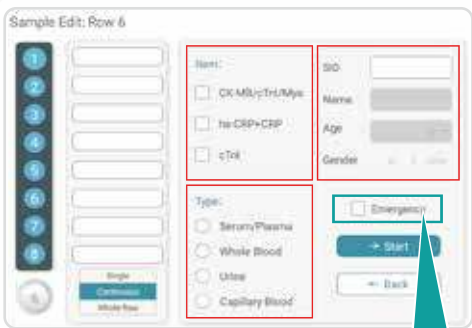 Sample Edit: Row 6
1
2
3
4
5
6
7
8
Single
Continuous
Whole Row
Item:
CK-MB/cTnI/Myo
hs-CRP+CRP
cTnI
Type:
Serum/Plasma
Whole Blood
Urine
Capillary Blood
SID
Name
Age
Gender
Emergency
Start
Back